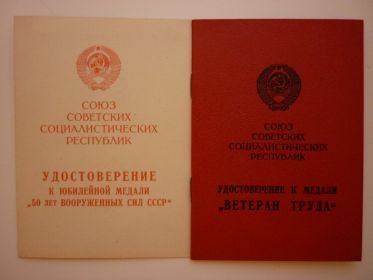 СОЮЗ
СОВЕТСКИХ
СОЦИАЛИСТИЧЕСКИХ
РЕСПУБЛИК
УДОСТОВЕРЕНИЕ
К ЮБИЛЕЙНОЙ МЕДАЛИ
„50 ЛЕТ ВООРУЖЕННЫХ СИЛ СССР“
СОЮЗ
СОВЕТСКИХ
СОЦИАЛИСТИЧЕСКИХ
РЕСПУБЛИК
УДОСТОВЕРЕНИЕ К МЕДАЛИ
„ВЕТЕРАН ТРУДА“